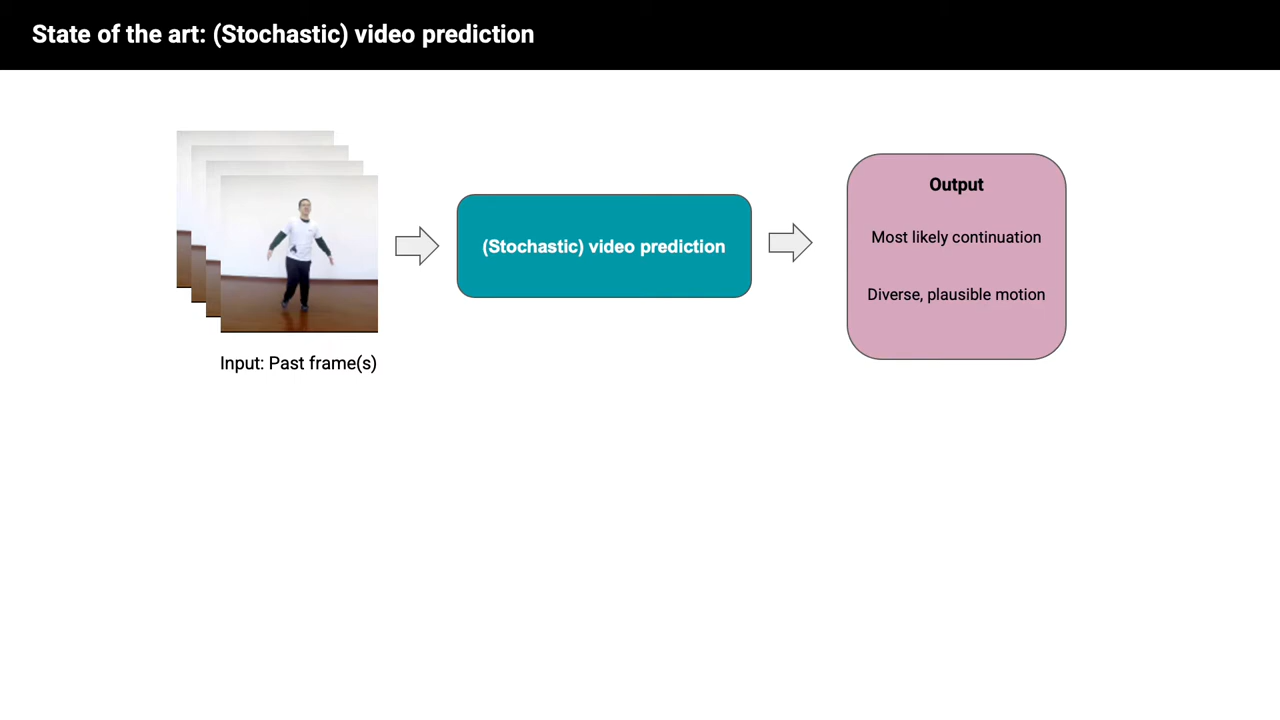 State of the art: (Stochastic) video prediction
Input: Past frame(s)
(Stochastic) video prediction
Output
Most likely continuation
Diverse, plausible motion